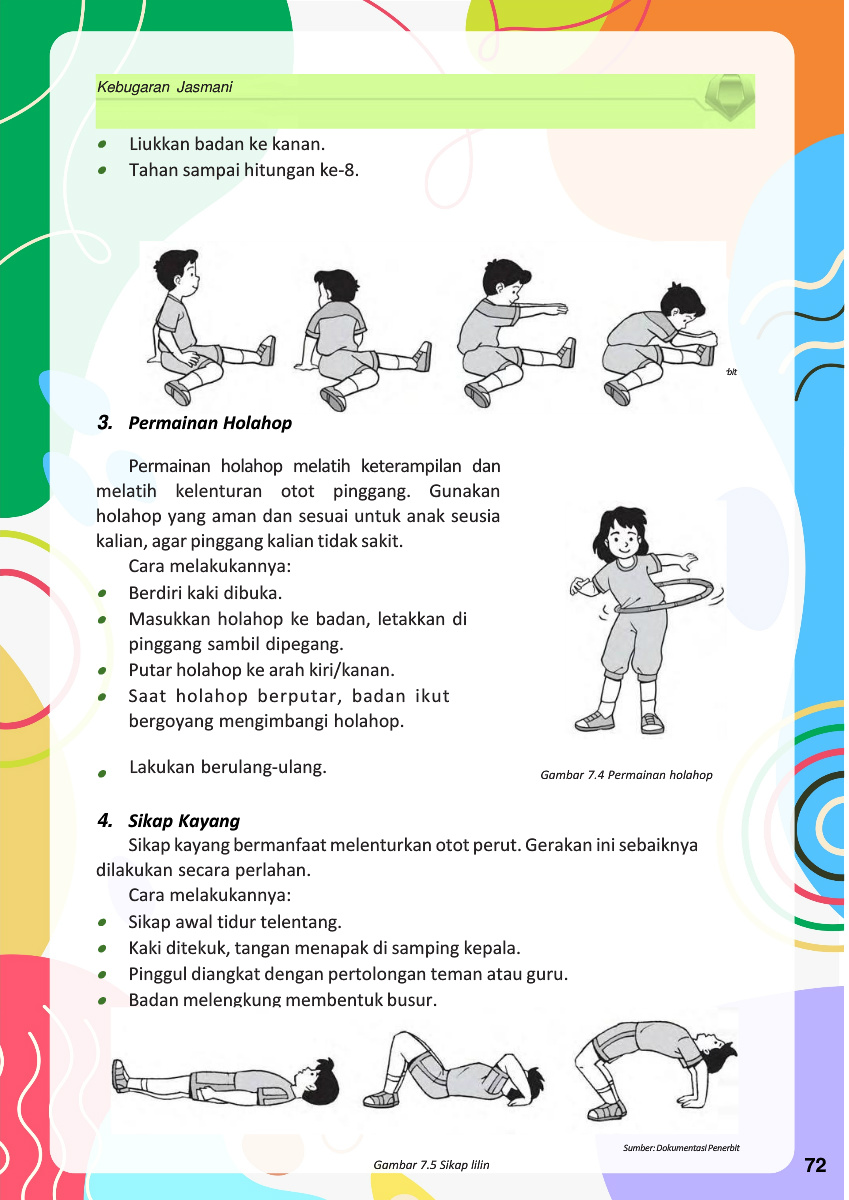 Kebugaran Jasmani
• Liukkan badan ke kanan.
• Tahan sampai hitungan ke-8.
3. Permainan Holahop
Permainan holahop melatih keterampilan dan
melatih kelenturan otot pinggang. Gunakan
holahop yang aman dan sesuai untuk anak seusia
kalian, agar pinggang kalian tidak sakit.
Cara melakukannya:
• Berdiri kaki dibuka.
• Masukkan holahop ke badan, letakkan di
pinggang sambil dipegang.
• Putar holahop ke arah kiri/kanan.
• Saat holahop berputar, badan ikut
bergoyang mengimbangi holahop.
• Lakukan berulang-ulang.
Gambar 7.4 Permainan holahop
4. Sikap Kayang
Sikap kayang bermanfaat melenturkan otot perut. Gerakan ini sebaiknya
dilakukan secara perlahan.
Cara melakukannya:
• Sikap awal tidur telentang.
• Kaki ditekuk, tangan menapak di samping kepala.
• Pinggul diangkat dengan pertolongan teman atau guru.
• Badan melengkung membentuk busur.
Sumber: Dokumentasi Penerbit
Gambar 7.5 Sikap lilin
72